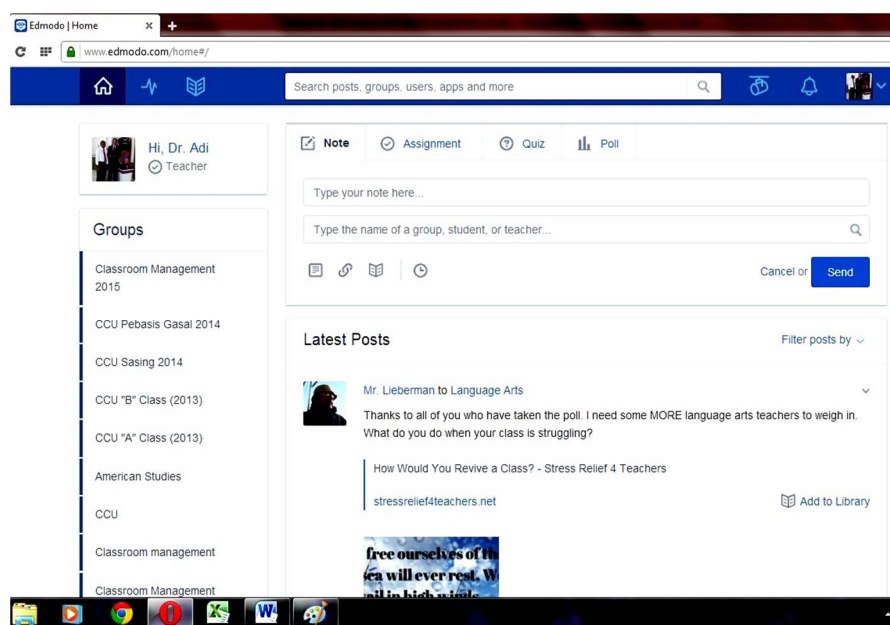 Edmodo | Home
www.edmodo.com/home#/
Search posts, groups, users, apps and more
Hi, Dr. Adi
Teacher
Groups
Classroom Management
2015
CCU Pebasis Gasal 2014
CCU Sasing 2014
CCU "B" Class (2013)
CCU "A" Class (2013)
American Studies
CCU
Classroom management
Classroom Management
Note
Assignment
Quiz
Poll
Type your note here...
Type the name of a group, student, or teacher...
Cancel or
Send
Latest Posts
Filter posts by
Mr. Lieberman to Language Arts
Thanks to all of you who have taken the poll. I need some MORE language arts teachers to weigh in.
What do you do when your class is struggling?
How Would You Revive a Class? - Stress Relief 4 Teachers
stressrelief4teachers.net
Add to Library
free ourselves of th
sea will ever rest. W
ail in high winds